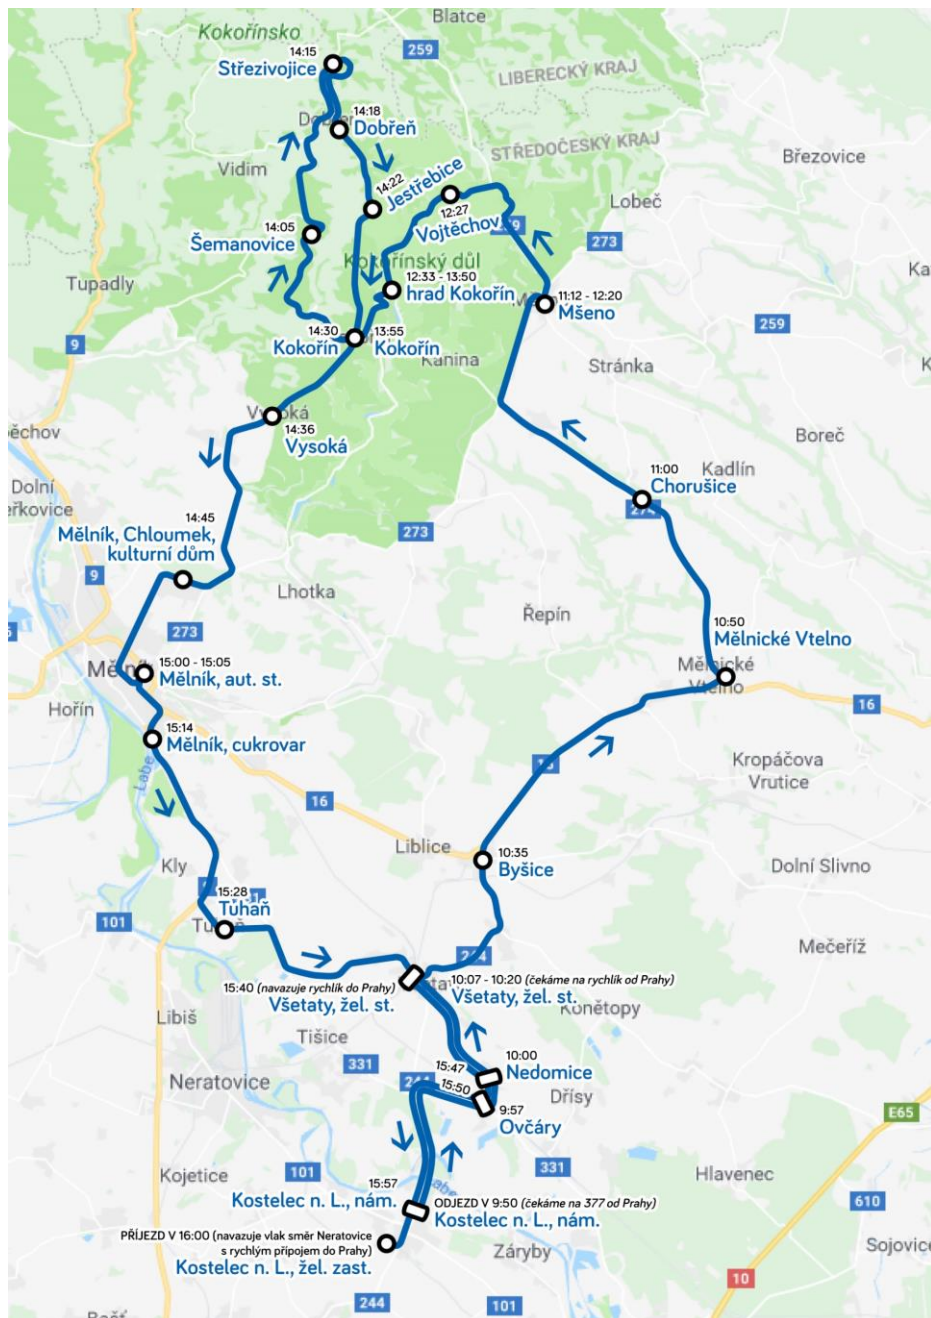 Blatce
Kokořínsko
259
14:15
Střezivojice
LIBERECKÝ KRAJ
14:18
Dobřeň
STŘEDOČESKÝ KRAJ
Březovice
Vidim
14:22
Jestřebice
Lobeč
12:27
Vojtěchov
14:05
Šemanovice
273
Kokořínský důl
Tupadly
12:33 - 13:50
hrad Kokořín
11:12 - 12:20
Mšeno
259
9
14:30
Kokořín
13:55
Kokořín
Kanina
Stránka
Vysoká
14:36
Vysoká
Boreč
11:00
Chorušice
Kadlín
274
Dolní
14:45
Mělník, Chloumek,
kulturní dům
273
9
Lhotka
Řepín
273
10:50
Mělnické Vtelno
Mělnické
Vtelno
15:00 - 15:05
Mělník, aut. st.
Hořín
16
15:14
Mělník, cukrovar
Labe
16
Kropáčova
Vrutice
16
Liblice
10:35
Byšice
Kly
Dolní Slivno
15:28
Tuhaň
101
Mečeříž
15:40 (navazuje rychlík do Prahy)
Všetaty, žel. st.
10:07 - 10:20 (čekáme na rychlík od Prahy)
Všetaty, žel. st.
Konětopy
Libiš
Tišice
331
15:47
10:00
Nedomice
Neratovice
244
15:50
9:57
Ovčáry
Dřísy
E65
Kojetice
101
331
Hlavenec
15:57
Kostelec n. L., nám.
Labe
ODJEZD V 9:50 (čekáme na 377 od Prahy)
Kostelec n. L., nám.
610
PŘÍJEZD V 16:00 (navazuje vlak směr Neratovice
s rychlým přípojem do Prahy)
Kostelec n. L., žel. zast.
Záryby
Sojovice
10
244
101